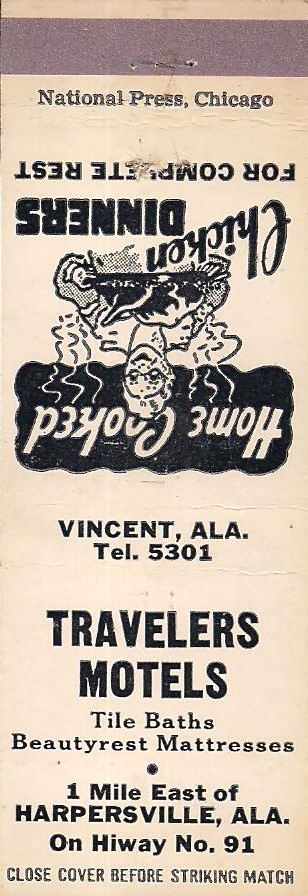 National Press, Chicago
FOR COMPLETE REST
Home Cooked
Chicken
DINNERS
VINCENT, ALA.
Tel. 5301
TRAVELERS
MOTELS
Tile Baths
Beautyrest Mattresses
1 Mile East of
HARPERSVILLE, ALA.
On Hiway No. 91
CLOSE COVER BEFORE STRIKING MATCH